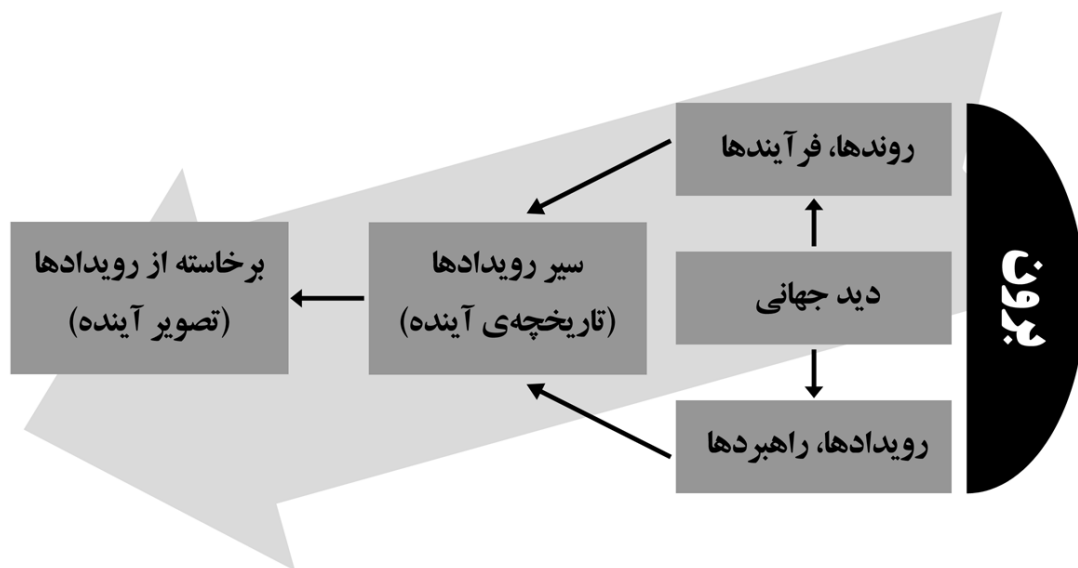 برون
روندها، فرآیندها
دید جهانی
رویدادها، راهبردها
سیر رویدادها
(تاریخچه‌ی آینده)
برخاسته از رویدادها
(تصویر آینده)